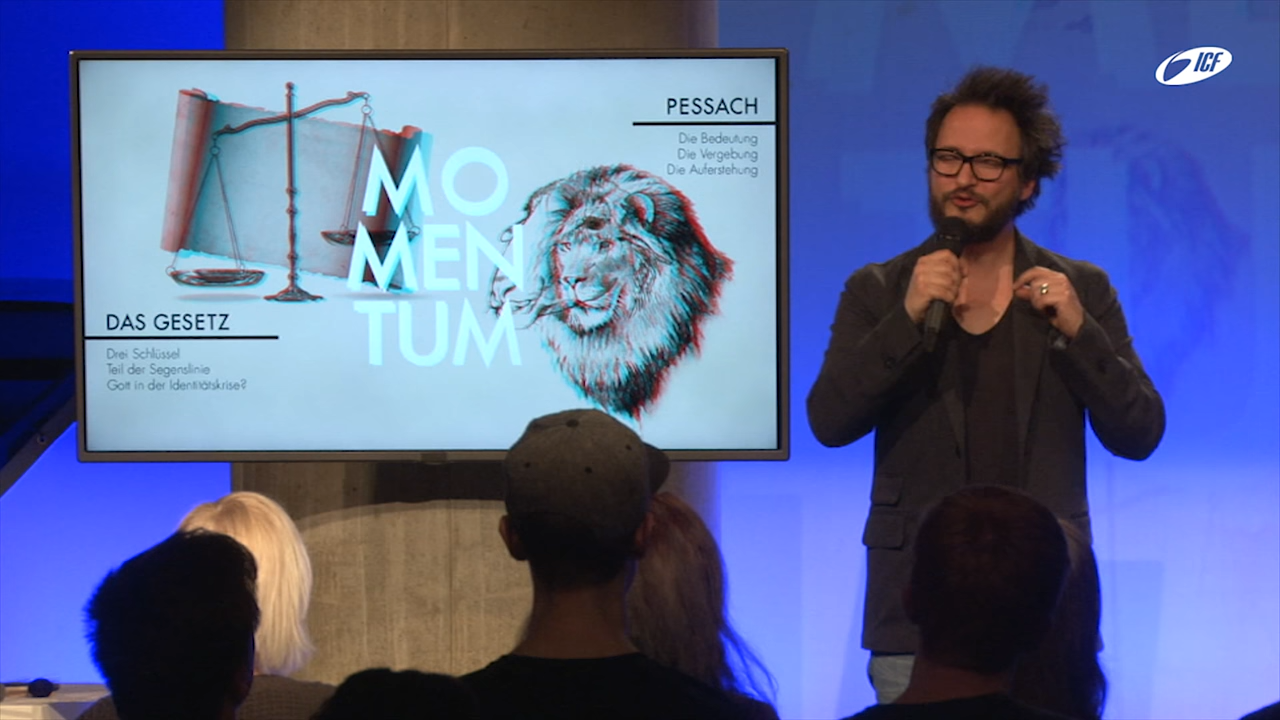 ICF
PESSACH
Die Bedeutung
Die Vergebung
Die Auferstehung
MO
MEN
TUM
DAS GESETZ
Drei Schlüssel
Teil der Segenslinie
Gott in der Identitätskrise?